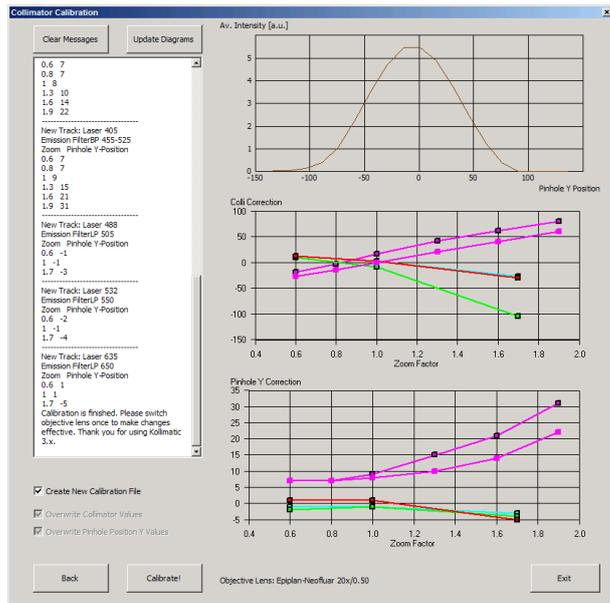 Collimator Calibration
Clear Messages
Update Diagrams
0.6 7
0.8 7
1 8
1.3 10
1.6 14
1.9 22
--------------------------------
New Track: Laser 405
Emission FilterBP 455-525
Zoom Pinhole Y-Position
0.6 7
0.8 7
1 9
1.3 15
1.6 21
1.9 31
--------------------------------
New Track: Laser 488
Emission FilterLP 505
Zoom Pinhole Y-Position
0.6 -1
1 -1
1.7 -3
--------------------------------
New Track: Laser 532
Emission FilterLP 550
Zoom Pinhole Y-Position
0.6 -2
1 -1
1.7 -4
--------------------------------
New Track: Laser 635
Emission FilterLP 650
Zoom Pinhole Y-Position
0.6 1
1 1
1.7 -5
Calibration is finished. Please switch
objective lens once to make changes
effective. Thank you for using Kollimatic
3.x.
Create New Calibration File
Overwrite Collimator Values
Overwrite Pinhole Position Y Values
Back
Calibrate!
Av. Intensity [a.u.]
5
4
3
2
1
0
-150 -100 -50 0 50 100
Pinhole Y Position
Colli Correction
100
50
0
-50
-100
-150
0.4 0.6 0.8 1.0 1.2 1.4 1.6 1.8 2.0
Zoom Factor
Pinhole Y Correction
35
30
25
20
15
10
5
0
-5
0.4 0.6 0.8 1.0 1.2 1.4 1.6 1.8 2.0
Zoom Factor
Objective Lens: Epiplan-Neofluar 20x/0.50
Exit